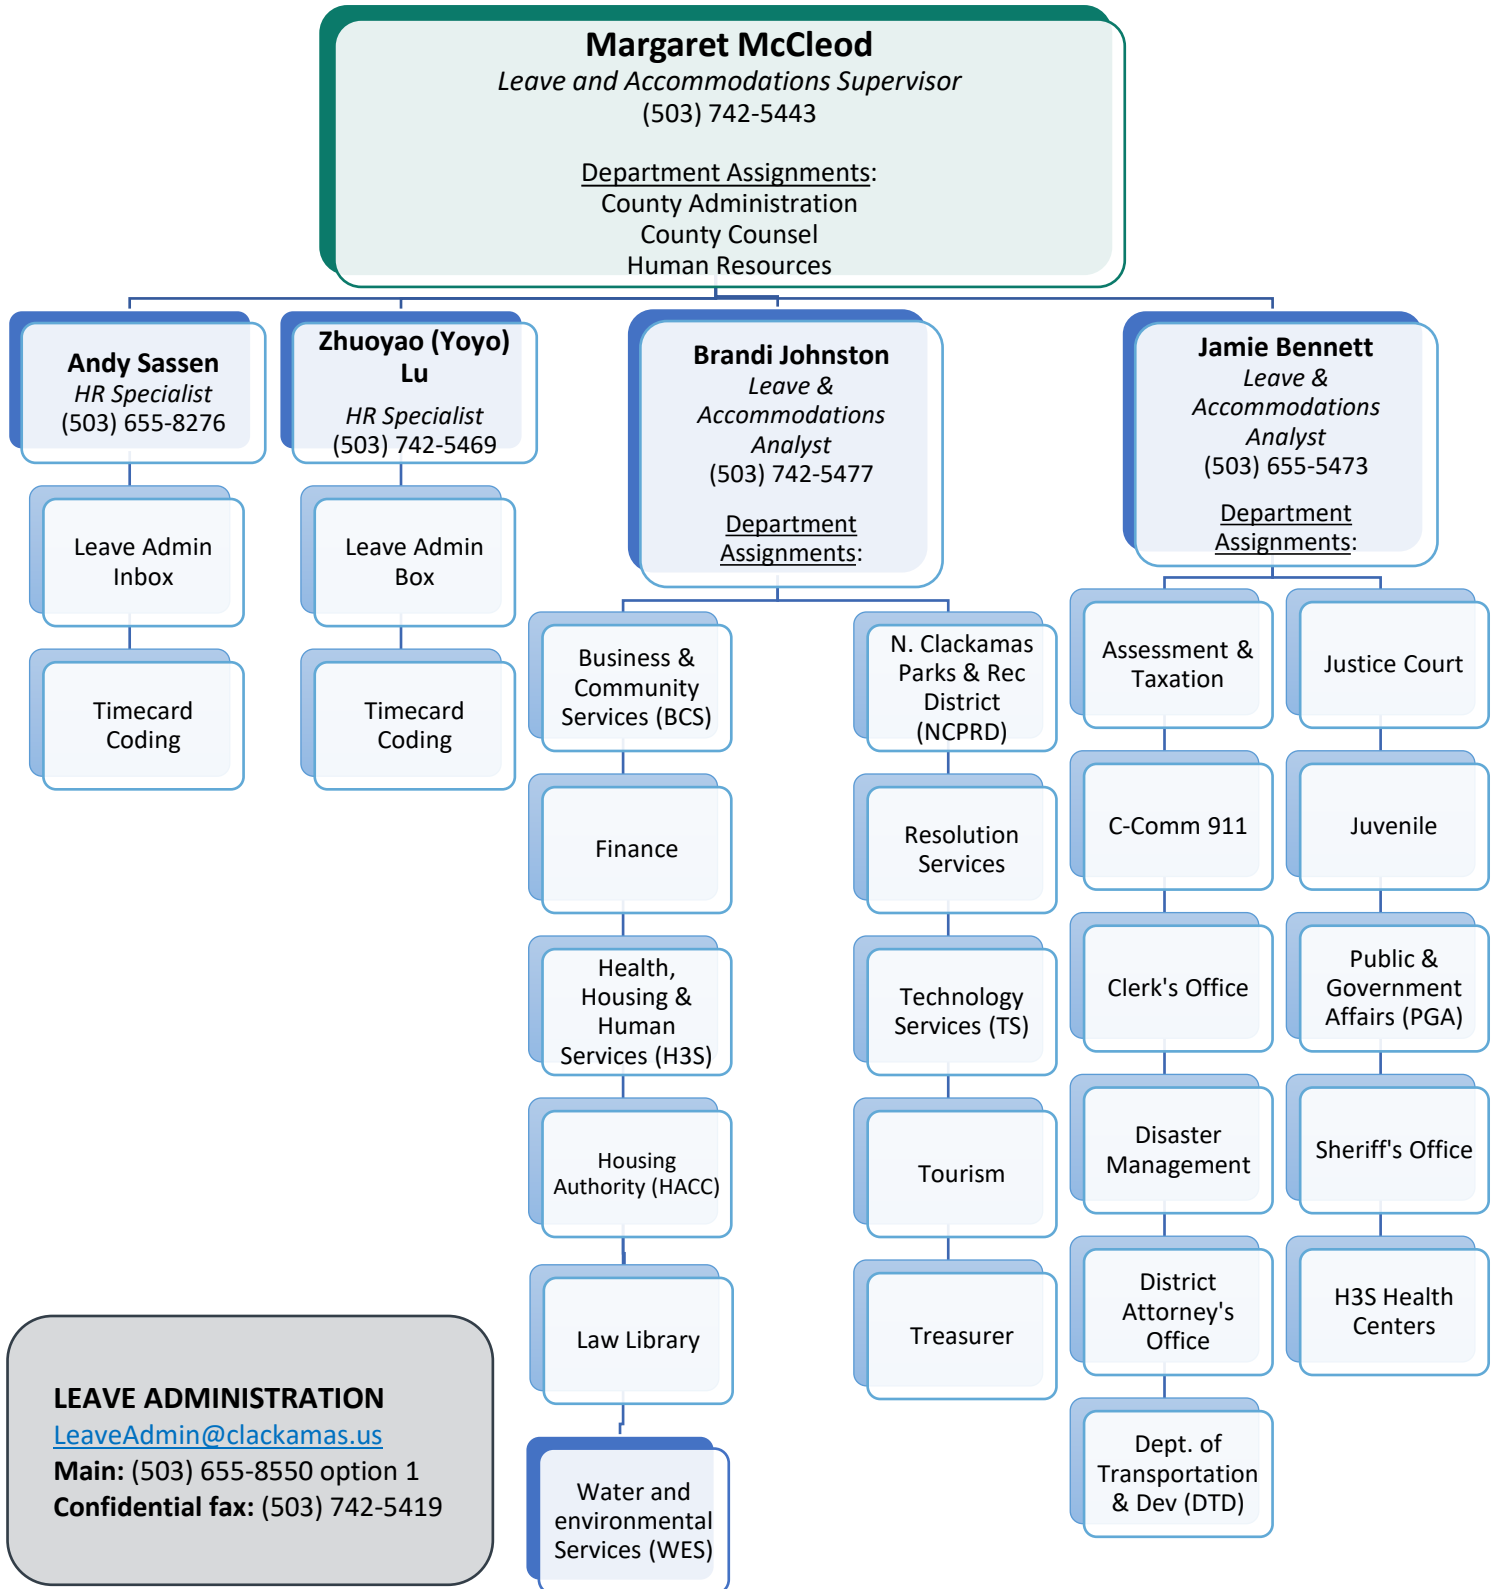 Margaret McCleod
Leave and Accommodations Supervisor
(503) 742-5443
Department Assignments:
County Administration
County Counsel
Human Resources
Andy Sassen
HR Specialist
(503) 655-8276
Leave Admin
Inbox
Timecard
Coding
Zhuoyao (Yoyo)
Lu
HR Specialist
(503) 742-5469
Leave Admin
Box
Timecard
Coding
Brandi Johnston
Leave &
Accommodations
Analyst
(503) 742-5477
Department
Assignments:
Business &
Community
Services (BCS)
Finance
Health,
Housing &
Human
Services (H3S)
Housing
Authority (HACC)
Law Library
Water and
environmental
Services (WES)
N. Clackamas
Parks & Rec
District
(NCPRD)
Resolution
Services
Technology
Services (TS)
Tourism
Treasurer
Jamie Bennett
Leave &
Accommodations
Analyst
(503) 655-5473
Department
Assignments:
Assessment &
Taxation
C-Comm 911
Clerk's Office
Disaster
Management
District
Attorney's
Office
Dept. of
Transportation
& Dev (DTD)
Justice Court
Juvenile
Public &
Government
Affairs (PGA)
Sheriff's Office
H3S Health
Centers
LEAVE ADMINISTRATION
LeaveAdmin@clackamas.us
Main: (503) 655-8550 option 1
Confidential fax: (503) 742-5419